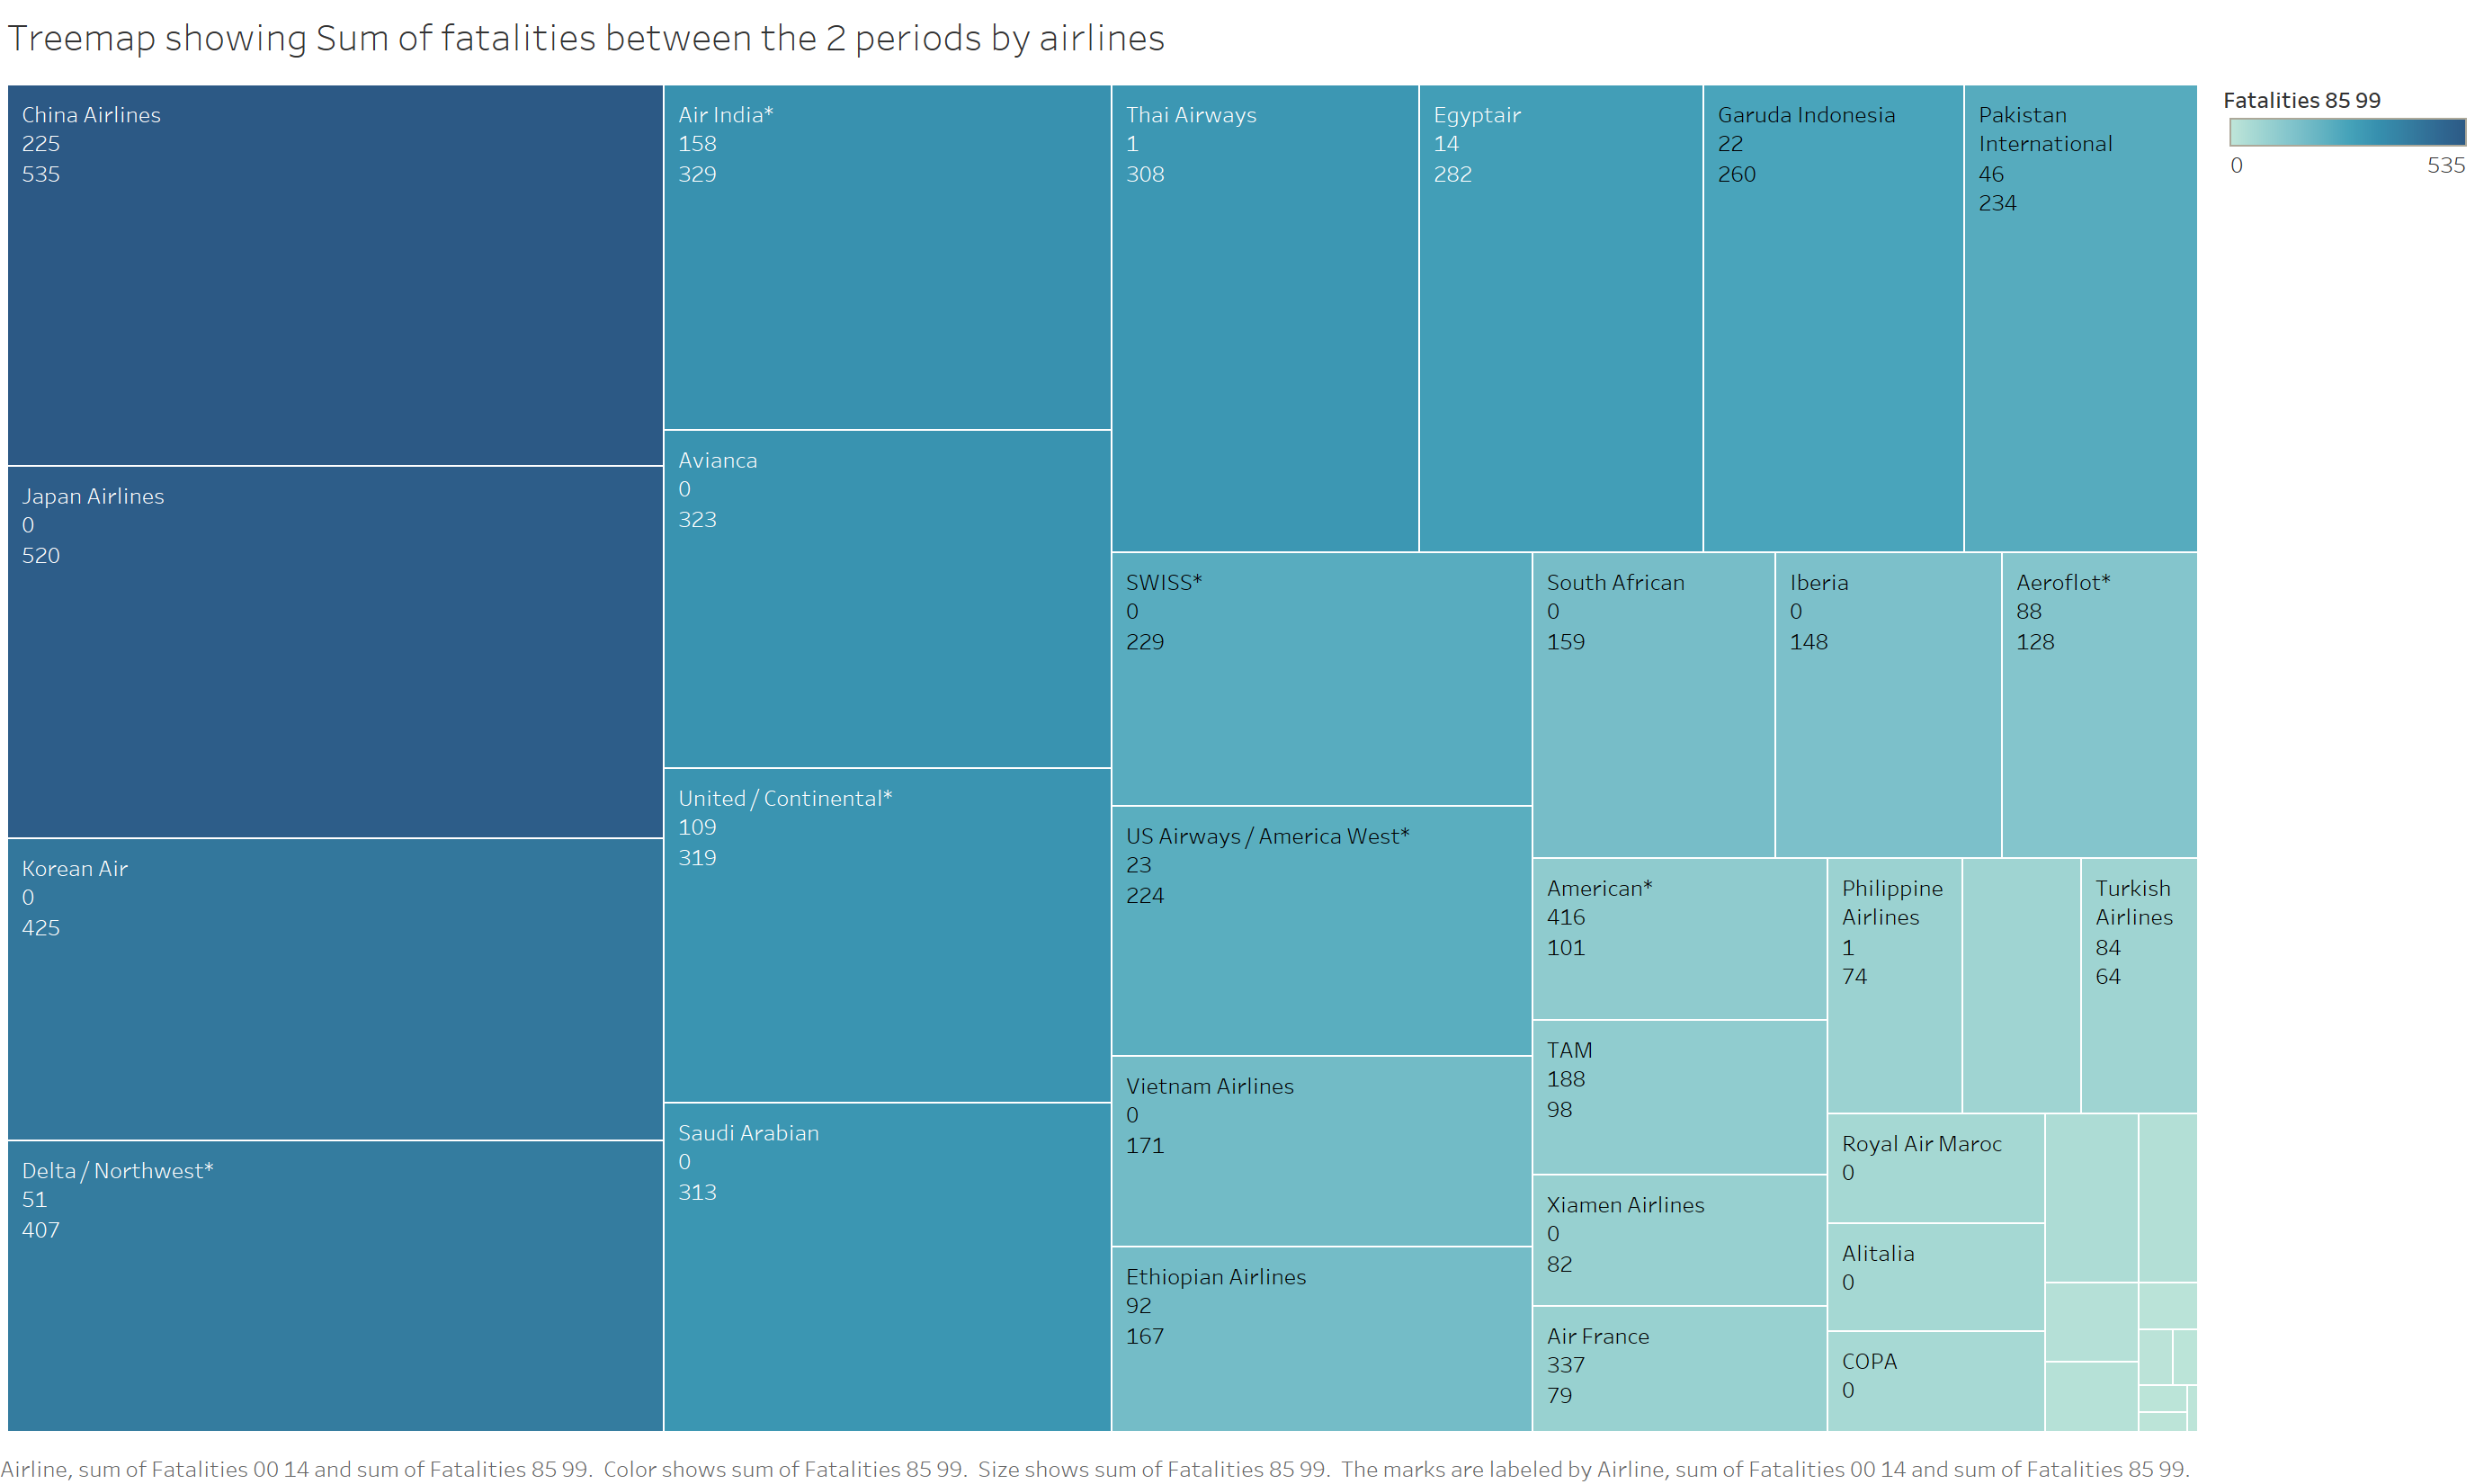 Treemap showing Sum of fatalities between the 2 periods by airlines
China Airlines
225
535
Japan Airlines
0
520
Korean Air
0
425
Delta / Northwest*
51
407
Air India*
158
329
Avianca
0
323
United / Continental*
109
319
Saudi Arabian
0
313
Thai Airways
1
308
Egyptair
14
282
Garuda Indonesia
22
260
Pakistan
International
46
234
SWISS*
0
229
US Airways / America West*
23
224
Vietnam Airlines
0
171
Ethiopian Airlines
92
167
South African
0
159
Iberia
0
148
Aeroflot*
88
128
American*
416
101
TAM
188
98
Xiamen Airlines
0
82
Air France
337
79
Philippine
Airlines
1
74
Turkish
Airlines
84
64
Royal Air Maroc
0
Alitalia
0
COPA
0
Fatalities 85 99
0 535
Airline, sum of Fatalities 00 14 and sum of Fatalities 85 99.  Color shows sum of Fatalities 85 99.  Size shows sum of Fatalities 85 99.  The marks are labeled by Airline, sum of Fatalities 00 14 and sum of Fatalities 85 99.